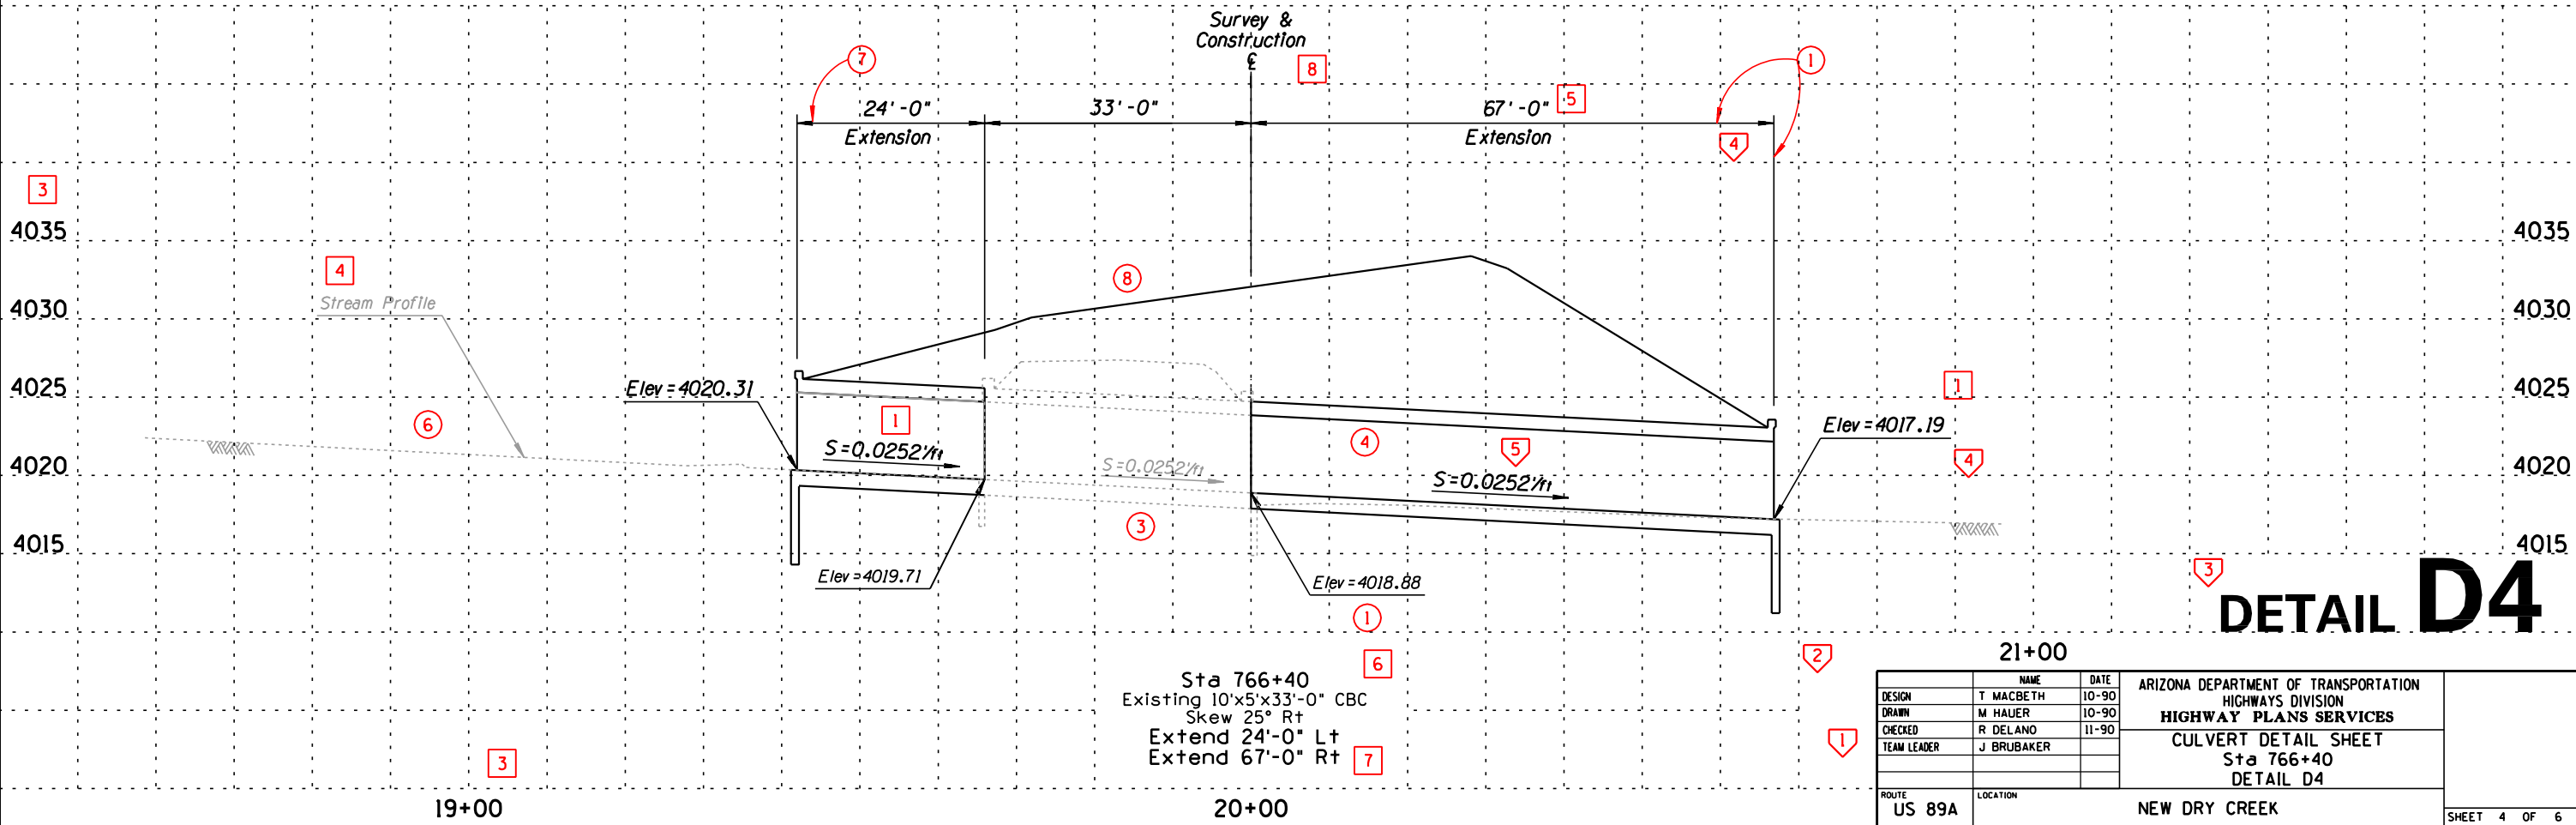 Survey &
Construction
℄
8
7
1
24'-0"
33'-0"
67'-0"
5
Extension
Extension
4
3
4035
4035
4
8
Stream Profile
4030
4030
4025
Elev=4020.31
1
4025
6
1
4
5
Elev=4017.19
4
S=0.0252'/ft
S=0.0252'/ft
S=0.0252'/ft
4020
4020
3
4015
4015
Elev=4019.71
Elev=4018.88
1
3
DETAIL D4
6
2
21+00
Sta 766+40
Existing 10'x5'x33'-0" CBC
Skew 25° Rt
Extend 24'-0" Lt
Extend 67'-0" Rt
7
3
1
19+00
20+00
NAME DATE
DESIGN T MACBETH 10-90
DRAWN M HAUER 10-90
CHECKED R DELANO 11-90
TEAM LEADER J BRUBAKER
ARIZONA DEPARTMENT OF TRANSPORTATION
HIGHWAYS DIVISION
HIGHWAY PLANS SERVICES
CULVERT DETAIL SHEET
Sta 766+40
DETAIL D4
ROUTE
US 89A
LOCATION
NEW DRY CREEK
SHEET 4 OF 6